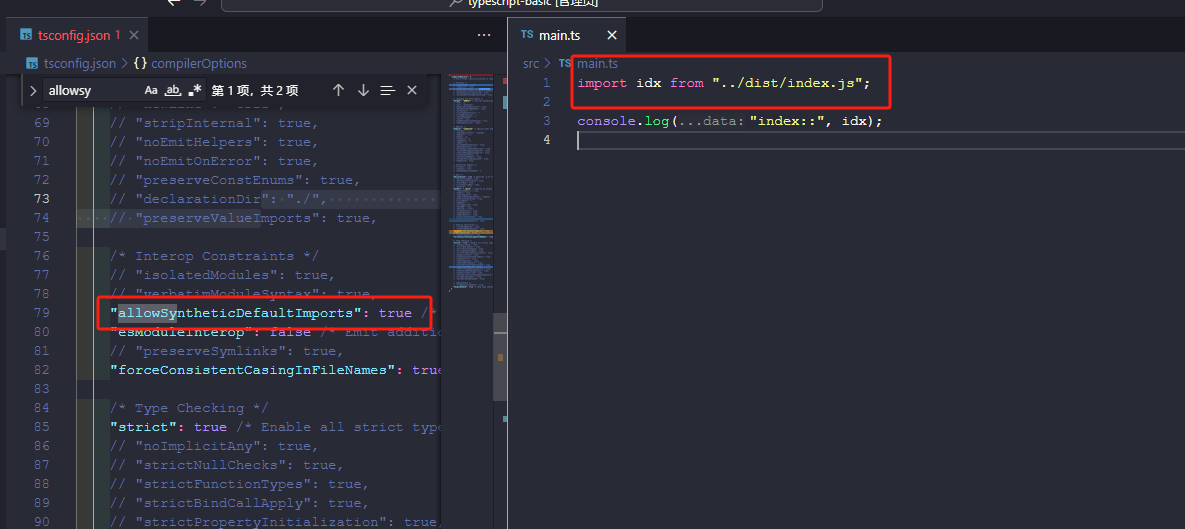 typescript-basic [管理员]
tsconfig.json 1
tsconfig.json > {} compilerOptions
allowsy
Aa ab .* 第 1 项，共 2 项
69 // "stripInternal": true,
70 // "noEmitHelpers": true,
71 // "noEmitOnError": true,
72 // "preserveConstEnums": true,
73 // "declarationDir": "./",
74 // "preserveValueImports": true,
75
76 /* Interop Constraints */
77 // "isolatedModules": true,
78 // "verbatimModuleSyntax": true,
79 "allowSyntheticDefaultImports": true /*
80 "esModuleInterop": false /* Emit addition
81 // "preserveSymlinks": true,
82 "forceConsistentCasingInFileNames": true
83
84 /* Type Checking */
85 "strict": true /* Enable all strict type
86 // "noImplicitAny": true,
87 // "strictNullChecks": true,
88 // "strictFunctionTypes": true,
89 // "strictBindCallApply": true,
90 // "strictPropertyInitialization": true,
TS main.ts
src > TS main.ts
1 import idx from "../dist/index.js";
2
3 console.log(...data: "index::", idx);
4